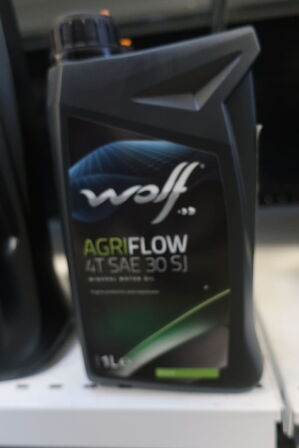 wolf
AGRIFLOW
4T SAE 30 SJ
MINERAL MOTOR OIL
1L e